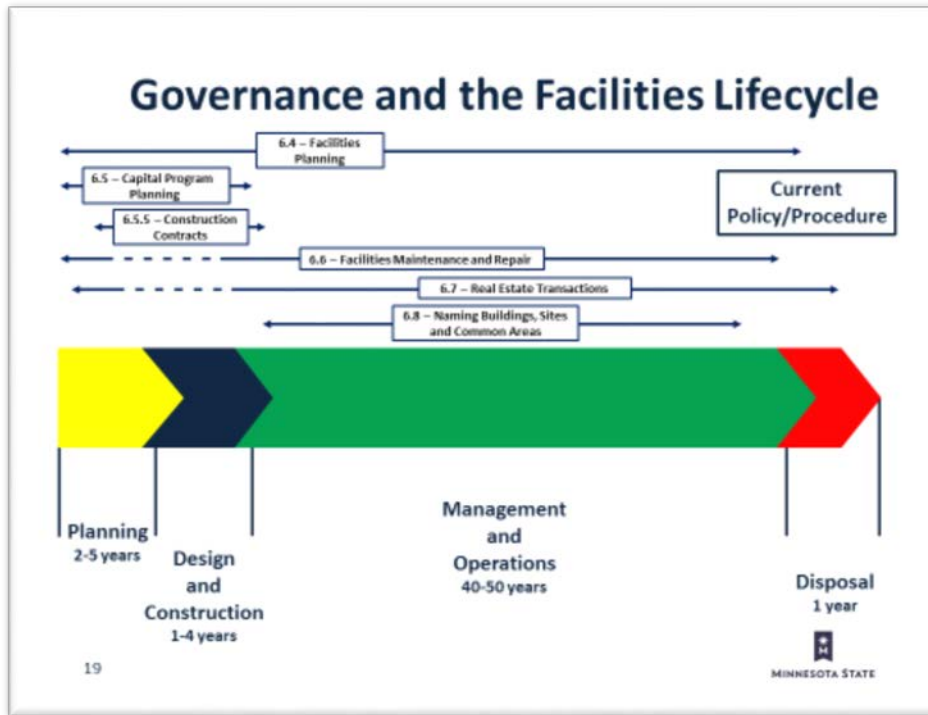 Governance and the Facilities Lifecycle
6.4 – Facilities
Planning
6.5 – Capital Program
Planning
Current
Policy/Procedure
6.5.5 – Construction
Contracts
6.6 – Facilities Maintenance and Repair
6.7 – Real Estate Transactions
6.8 – Naming Buildings, Sites
and Common Areas
Planning
2-5 years
Design
and
Construction
1-4 years
Management
and
Operations
40-50 years
Disposal
1 year
19
M
MINNESOTA STATE